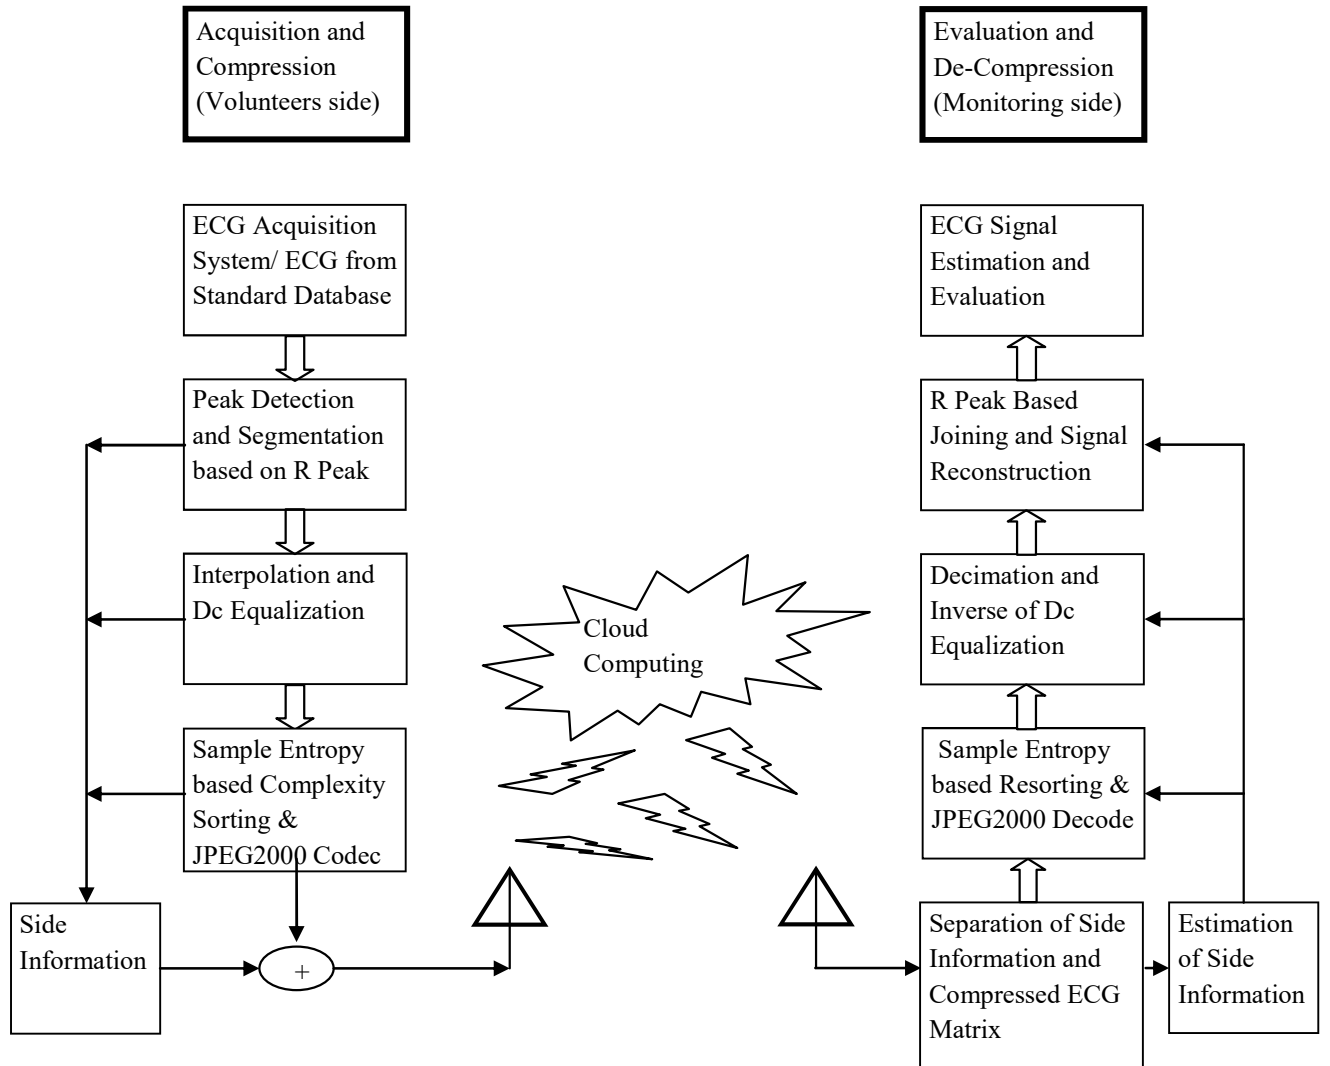 Acquisition and
Compression
(Volunteers side)
Evaluation and
De-Compression
(Monitoring side)
ECG Acquisition
System/ ECG from
Standard Database
Peak Detection
and Segmentation
based on R Peak
Interpolation and
Dc Equalization
Sample Entropy
based Complexity
Sorting &
JPEG2000 Codec
Side
Information
+
Cloud
Computing
ECG Signal
Estimation and
Evaluation
R Peak Based
Joining and Signal
Reconstruction
Decimation and
Inverse of Dc
Equalization
Sample Entropy
based Resorting &
JPEG2000 Decode
Separation of Side
Information and
Compressed ECG
Matrix
Estimation
of Side
Information